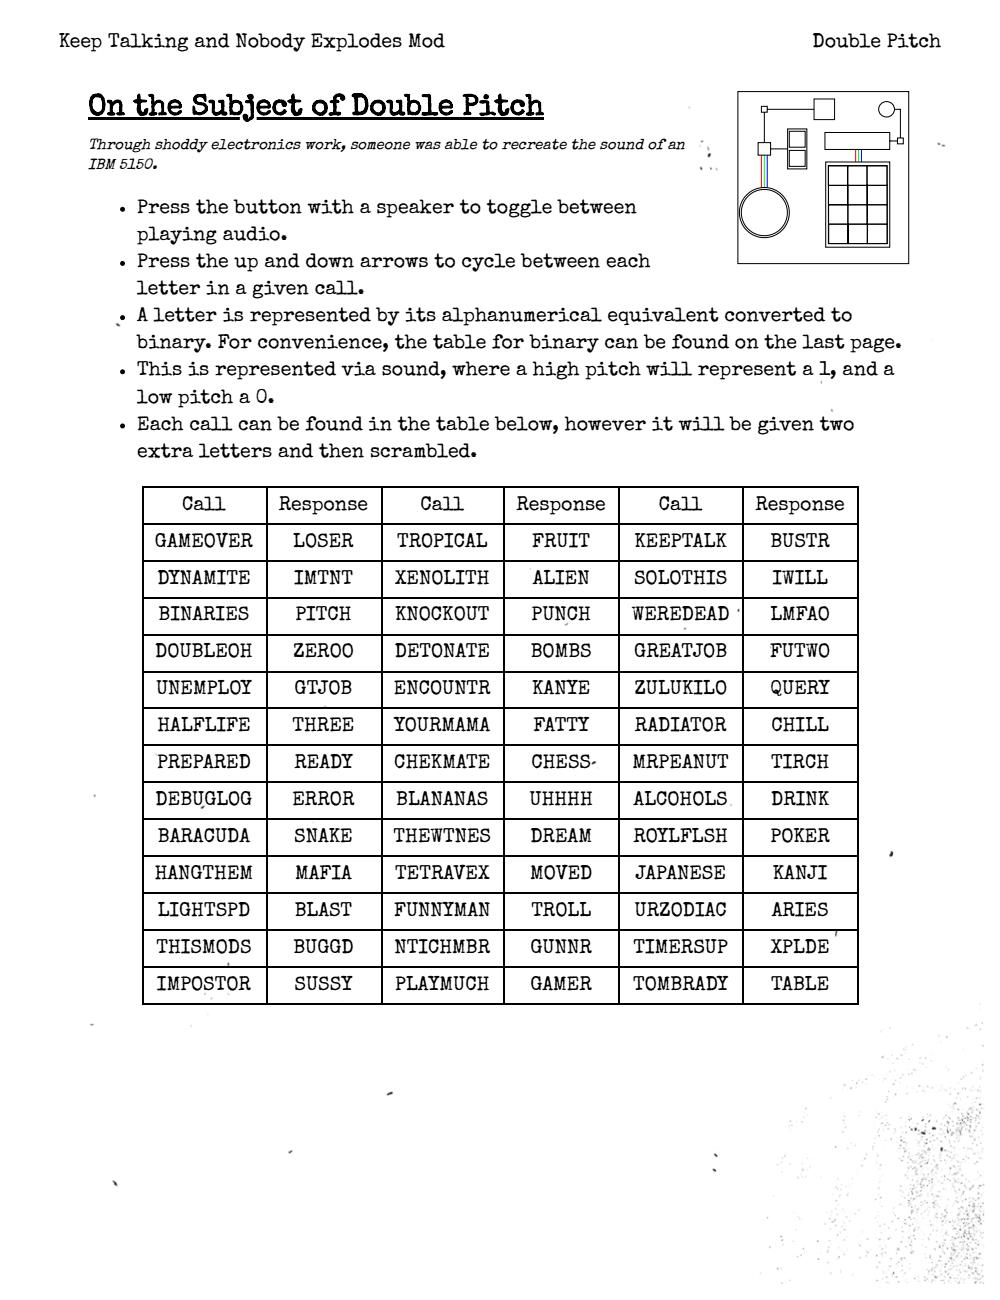 Keep Talking and Nobody Explodes Mod Double Pitch
On the Subject of Double Pitch
Through shoddy electronics work, someone was able to recreate the sound of an
IBM 5150.
• Press the button with a speaker to toggle between
playing audio.
• Press the up and down arrows to cycle between each
letter in a given call.
• A letter is represented by its alphanumerical equivalent converted to
binary. For convenience, the table for binary can be found on the last page.
• This is represented via sound, where a high pitch will represent a 1, and a
low pitch a 0.
• Each call can be found in the table below, however it will be given two
extra letters and then scrambled.
Call Response Call Response Call Response
GAMEOVER LOSER TROPICAL FRUIT KEEPTALK BUSTR
DYNAMITE IMTNT XENOLITH ALIEN SOLOTHIS IWILL
BINARIES PITCH KNOCKOUT PUNCH WEREDEAD LMFAO
DOUBLEOH ZEROO DETONATE BOMBS GREATJOB FUTWO
UNEMPLOY GTJOB ENCOUNTR KANYE ZULUKILO QUERY
HALFLIFE THREE YOURMAMA FATTY RADIATOR CHILL
PREPARED READY CHEKMATE CHESS MRPEANUT TIRCH
DEBUGLOG ERROR BLANANAS UHHHH ALCOHOLS DRINK
BARACUDA SNAKE THEWTNES DREAM ROYLFLSH POKER
HANGTHEM MAFIA TETRAVEX MOVED JAPANESE KANJI
LIGHTSPD BLAST FUNNYMAN TROLL URZODIAC ARIES
THISMODS BUGGD NTICHMBR GUNNR TIMERSUP XPLDE
IMPOSTOR SUSSY PLAYMUCH GAMER TOMBRADY TABLE